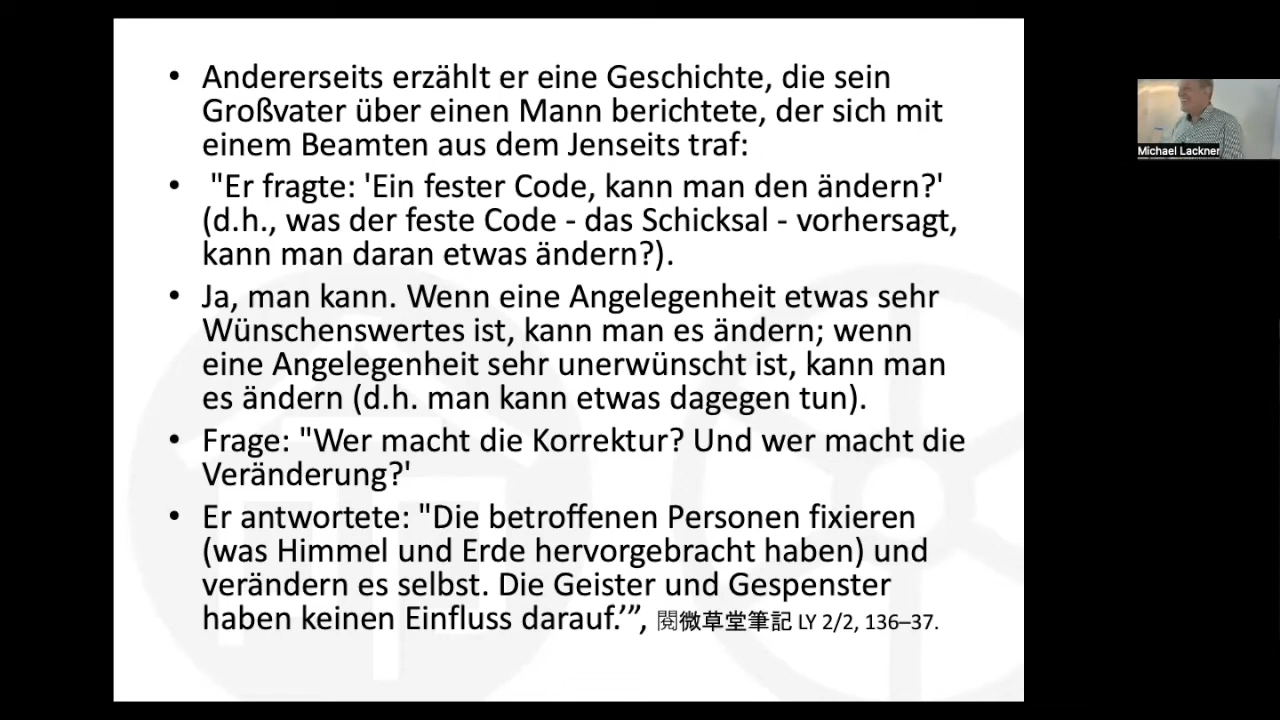 • Andererseits erzählt er eine Geschichte, die sein
Großvater über einen Mann berichtete, der sich mit
einem Beamten aus dem Jenseits traf:
• "Er fragte: 'Ein fester Code, kann man den ändern?'
(d.h., was der feste Code - das Schicksal - vorhersagt,
kann man daran etwas ändern?).
• Ja, man kann. Wenn eine Angelegenheit etwas sehr
Wünschenswertes ist, kann man es ändern; wenn
eine Angelegenheit sehr unerwünscht ist, kann man
es ändern (d.h. man kann etwas dagegen tun).
• Frage: "Wer macht die Korrektur? Und wer macht die
Veränderung?'
• Er antwortete: "Die betroffenen Personen fixieren
(was Himmel und Erde hervorgebracht haben) und
verändern es selbst. Die Geister und Gespenster
haben keinen Einfluss darauf.’”, 閱微草堂筆記 LY 2/2, 136–37.
Michael Lackner